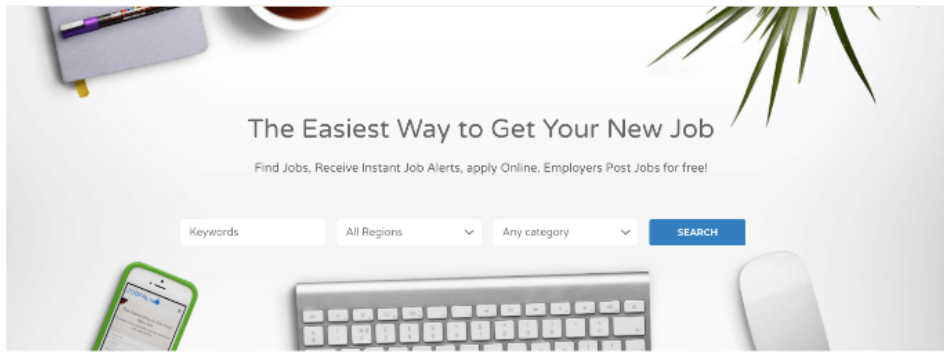 The Easiest Way to Get Your New Job
Find Jobs, Receive Instant Job Alerts, apply Online. Employers Post Jobs for free!
Keywords
All Regions
Any category
SEARCH